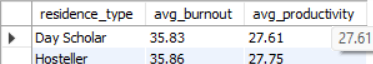 residence_type avg_burnout avg_productivity
Day Scholar 35.83 27.61 27.61
Hosteller 35.86 27.75